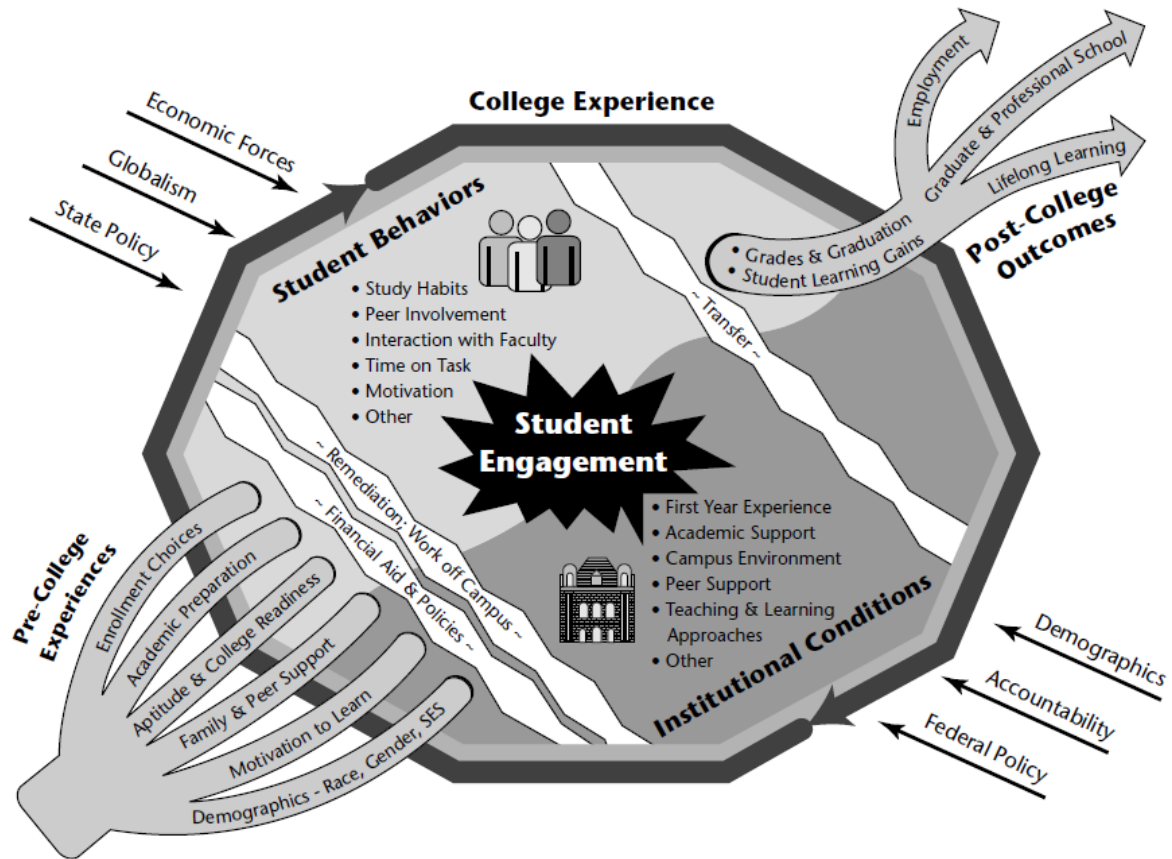 College Experience
Economic Forces
Globalism
State Policy
Employment
Graduate & Professional School
Lifelong Learning
• Grades & Graduation
• Student Learning Gains
Post-College
Outcomes
Student Behaviors
• Study Habits
• Peer Involvement
• Interaction with Faculty
• Time on Task
• Motivation
• Other
~ Transfer ~
Student
Engagement
~ Remediation; Work off Campus ~
~ Financial Aid & Policies ~
• First Year Experience
• Academic Support
• Campus Environment
• Peer Support
• Teaching & Learning
Approaches
• Other
Institutional Conditions
Pre-College
Experiences
Enrollment Choices
Academic Preparation
Aptitude & College Readiness
Family & Peer Support
Motivation to Learn
Demographics - Race, Gender, SES
Demographics
Accountability
Federal Policy